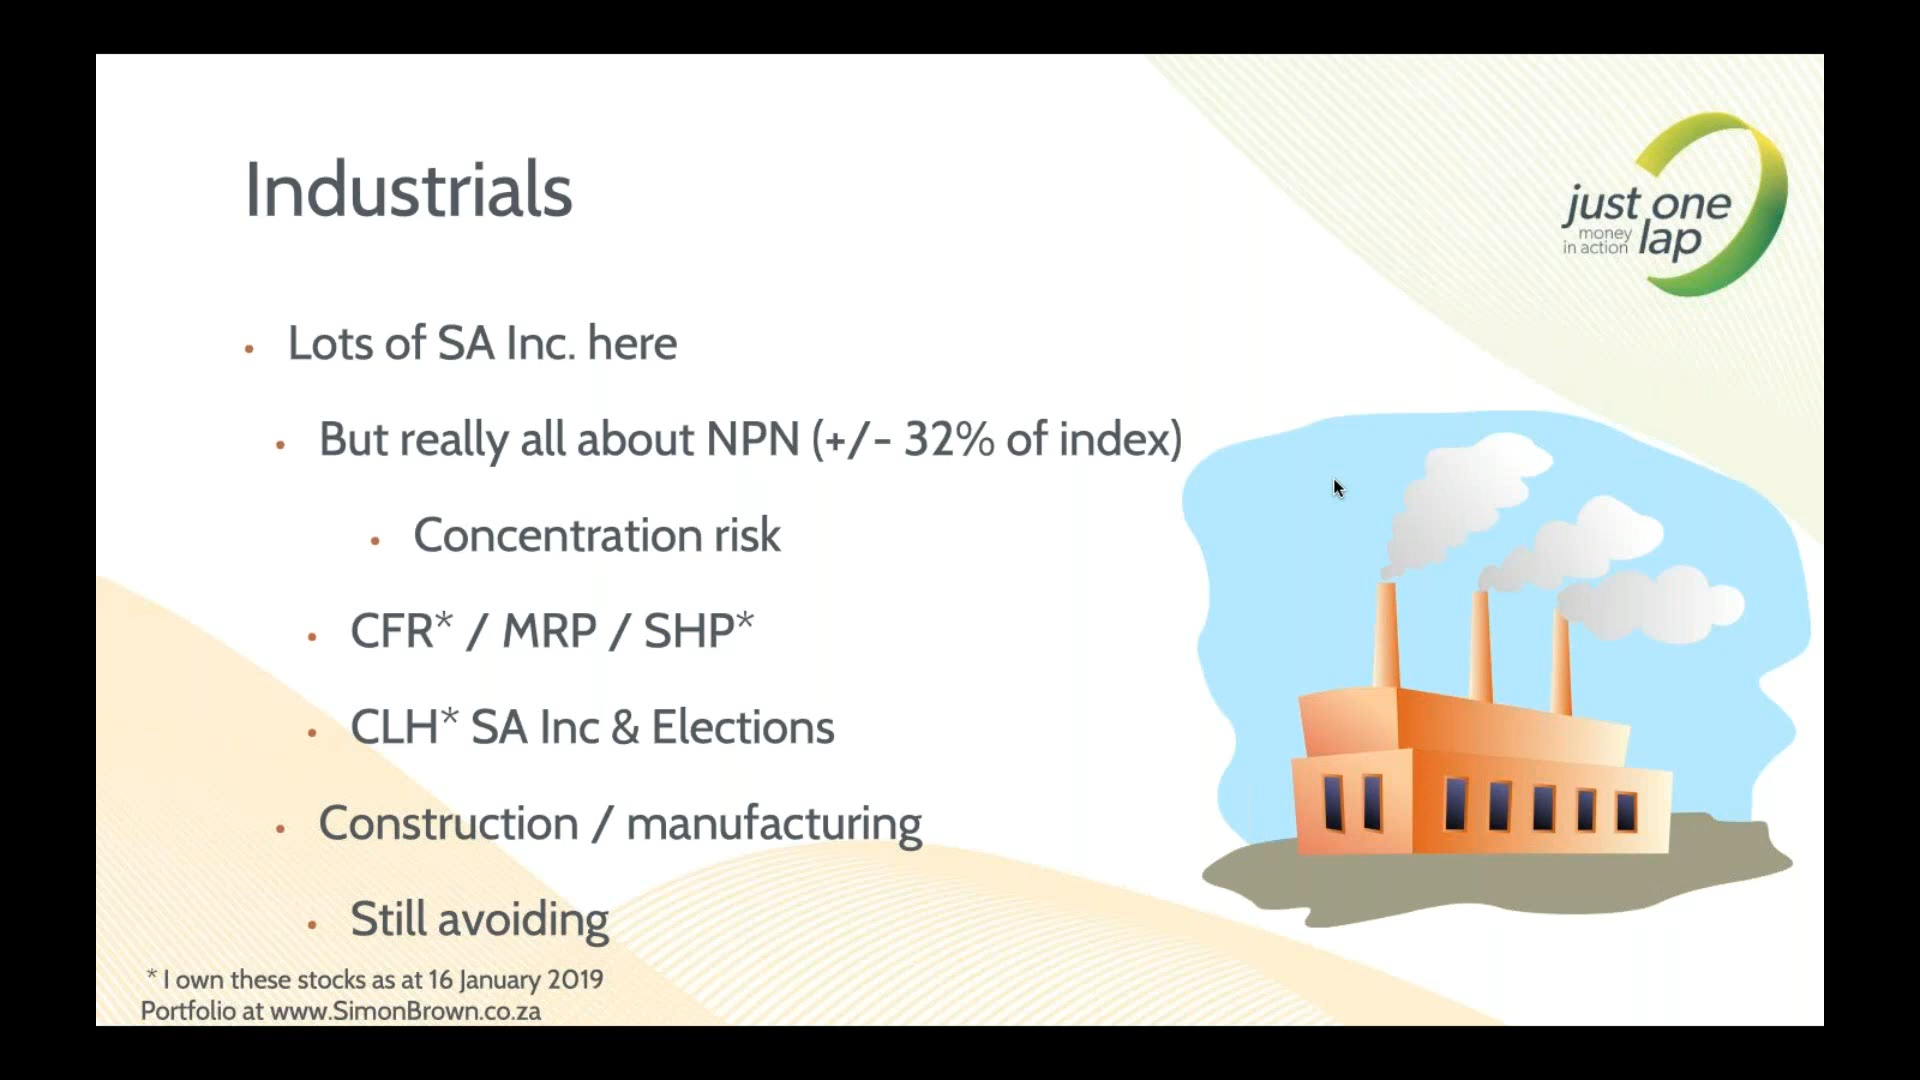 Industrials
just one
money
in action lap
• Lots of SA Inc. here
• But really all about NPN (+/- 32% of index)
• Concentration risk
• CFR* / MRP / SHP*
• CLH* SA Inc & Elections
• Construction / manufacturing
• Still avoiding
* I own these stocks as at 16 January 2019
Portfolio at www.SimonBrown.co.za